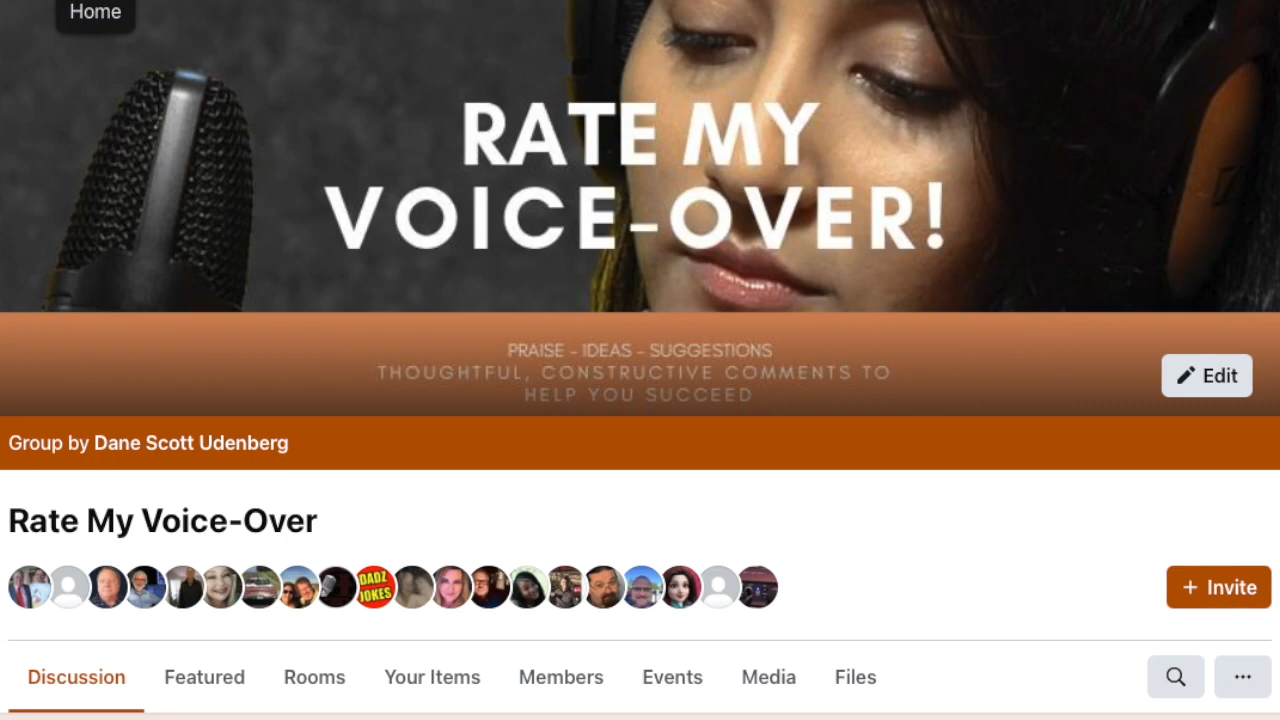 Home
RATE MY
VOICE-OVER!
PRAISE - IDEAS - SUGGESTIONS
THOUGHTFUL, CONSTRUCTIVE COMMENTS TO
HELP YOU SUCCEED
Edit
Group by Dane Scott Udenberg
Rate My Voice-Over
DADZ
JOKES
+ Invite
Discussion Featured Rooms Your Items Members Events Media Files